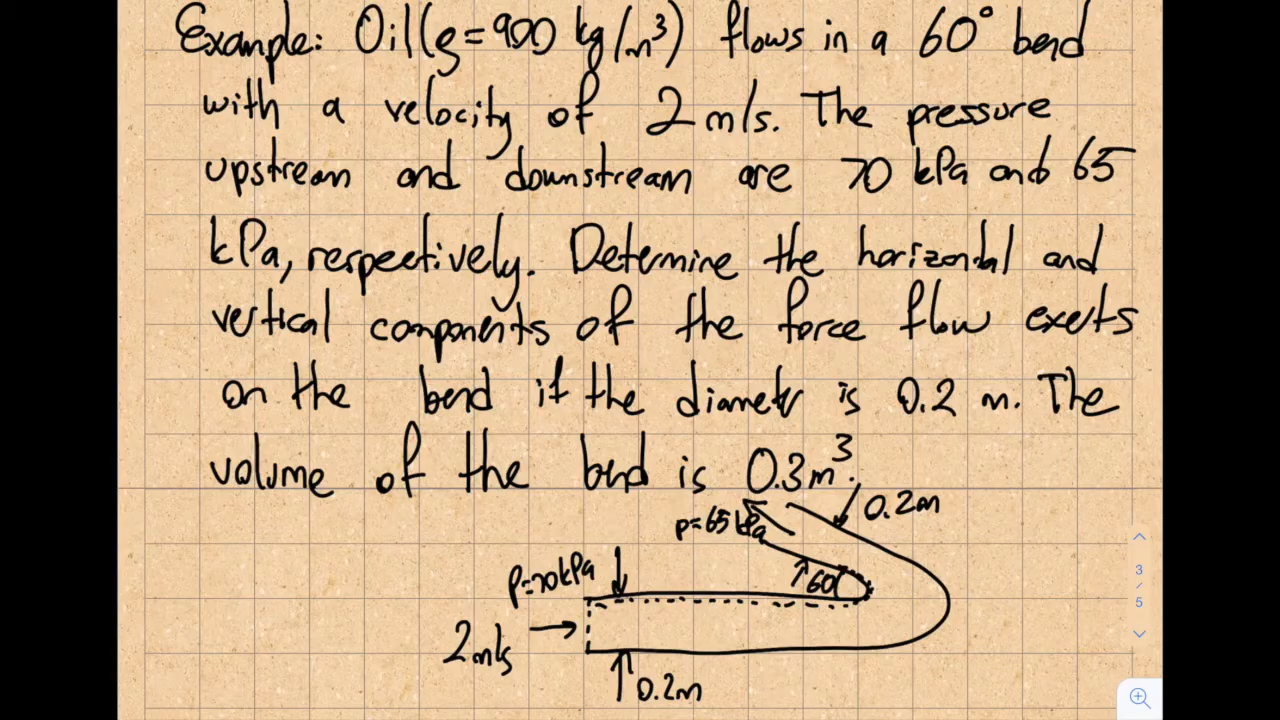 Example: Oil (ρ=900 kg/m³) flows in a 60° bend
with a velocity of 2 m/s. The pressure
upstream and downstream are 70 kPa and 65
kPa, respectively. Determine the horizontal and
vertical components of the force flow exerts
on the bend if the diameter is 0.2 m. The
volume of the bend is 0.3 m³.
0.2m
p=65 kPa
p=70kPa
60
2m/s
0.2m
3
/
5